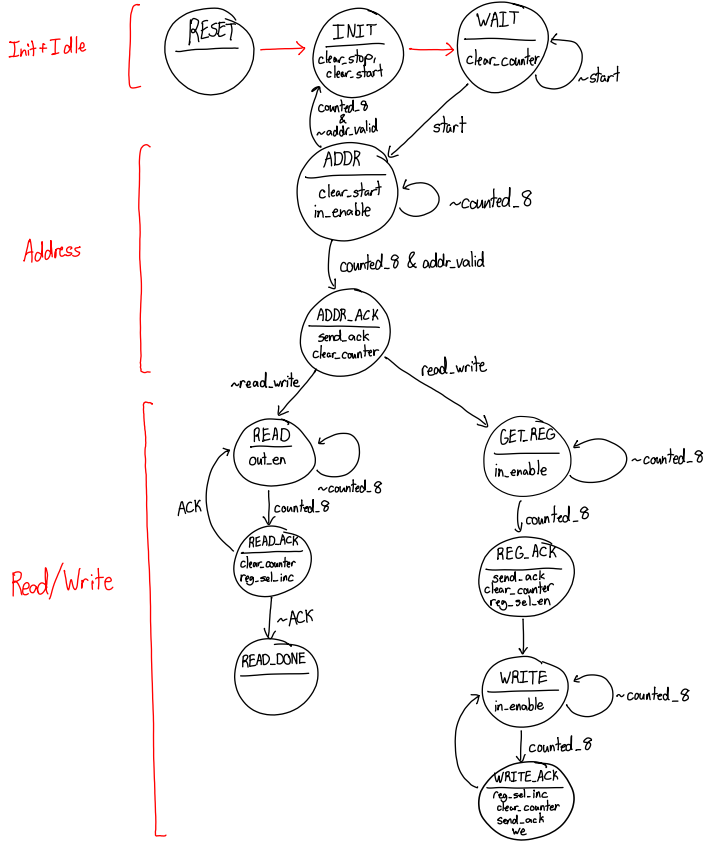 Init+Idle
RESET
INIT
clear_stop,
clear_start
WAIT
clear_counter
~start
counted_8
&
~addr_valid
start
Address
ADDR
clear_start
in_enable
~counted_8
counted_8 & addr_valid
ADDR_ACK
send_ack
clear_counter
~read_write
read_write
Read/Write
READ
out_en
~counted_8
ACK
counted_8
READ_ACK
clear_counter
reg_sel_inc
~ACK
READ_DONE
GET_REG
in_enable
~counted_8
counted_8
REG_ACK
send_ack
clear_counter
reg_sel_en
WRITE
in_enable
~counted_8
counted_8
WRITE_ACK
reg_sel_inc
clear_counter
send_ack
we